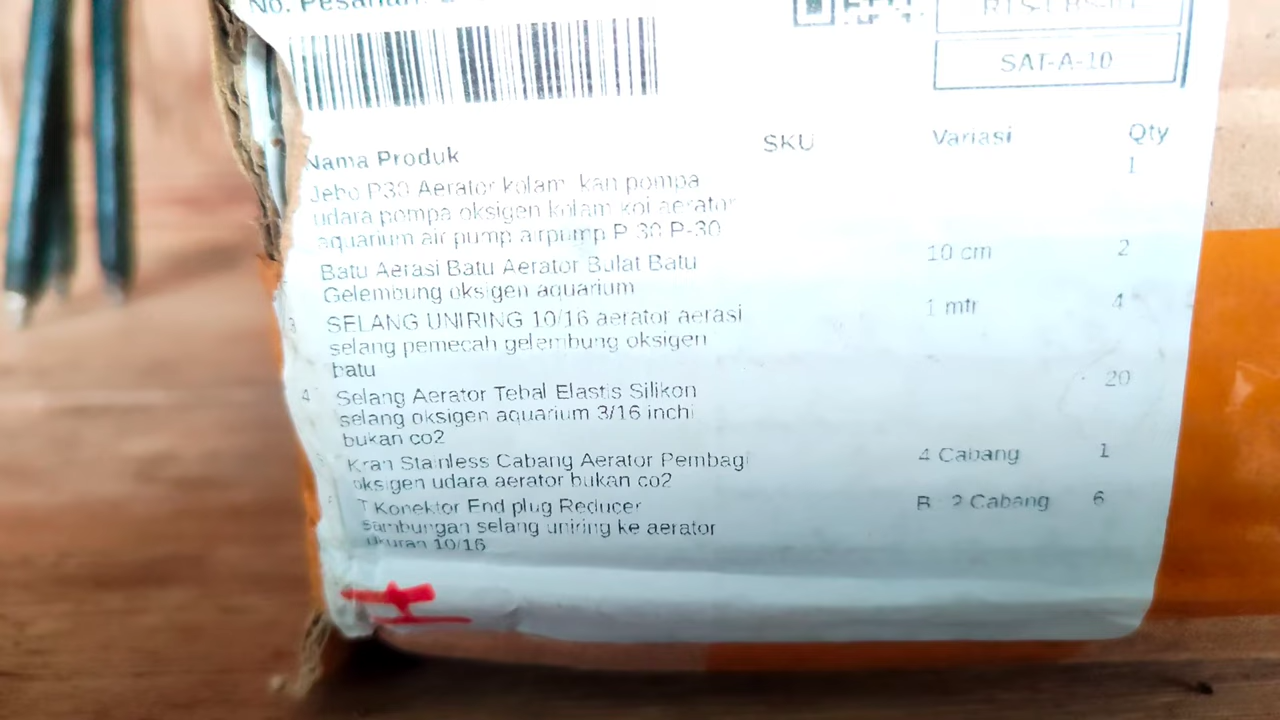 No. Pesanan:
SAT-A-10
Nama Produk SKU Variasi Qty
Jebo P30 Aerator kolam kan pompa 1
udara pompa oksigen kolam koi aerator
aquarium air pump airpump P 30 P-30
Batu Aerasi Batu Aerator Bulat Batu 10 cm 2
Gelembung oksigen aquarium
3 SELANG UNIRING 10/16 aerator aerasi 1 mtr 4
selang pemecah gelembung oksigen
batu
4 Selang Aerator Tebal Elastis Silikon 20
selang oksigen aquarium 3/16 inchi
bukan co2
Kran Stainless Cabang Aerator Pembagi 4 Cabang 1
oksigen udara aerator bukan co2
T Konektor End plug Reducer B 2 Cabang 6
sambungan selang uniring ke aerator
ukuran 10/16